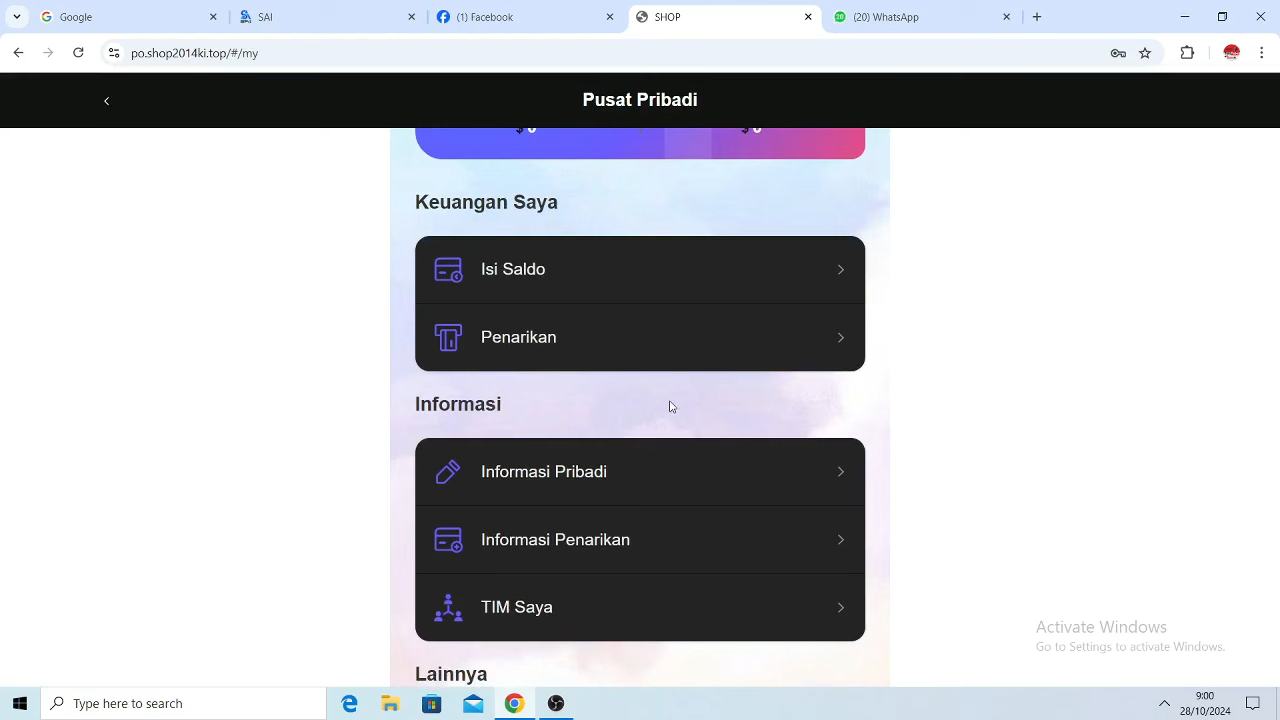 Google
SAI
(1) Facebook
SHOP
(20) WhatsApp
po.shop2014ki.top/#/my
Pusat Pribadi
Keuangan Saya
Isi Saldo
Penarikan
Informasi
Informasi Pribadi
Informasi Penarikan
TIM Saya
Lainnya
Activate Windows
Go to Settings to activate Windows.
Type here to search
9:00
28/10/2024